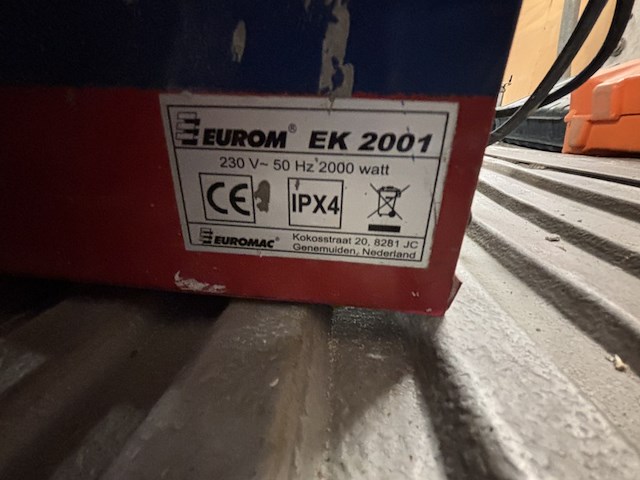 EUROM® EK 2001
230 V~ 50 Hz 2000 watt
CE IPX4
EUROMAC® Kokosstraat 20, 8281 JC
Genemuiden, Nederland